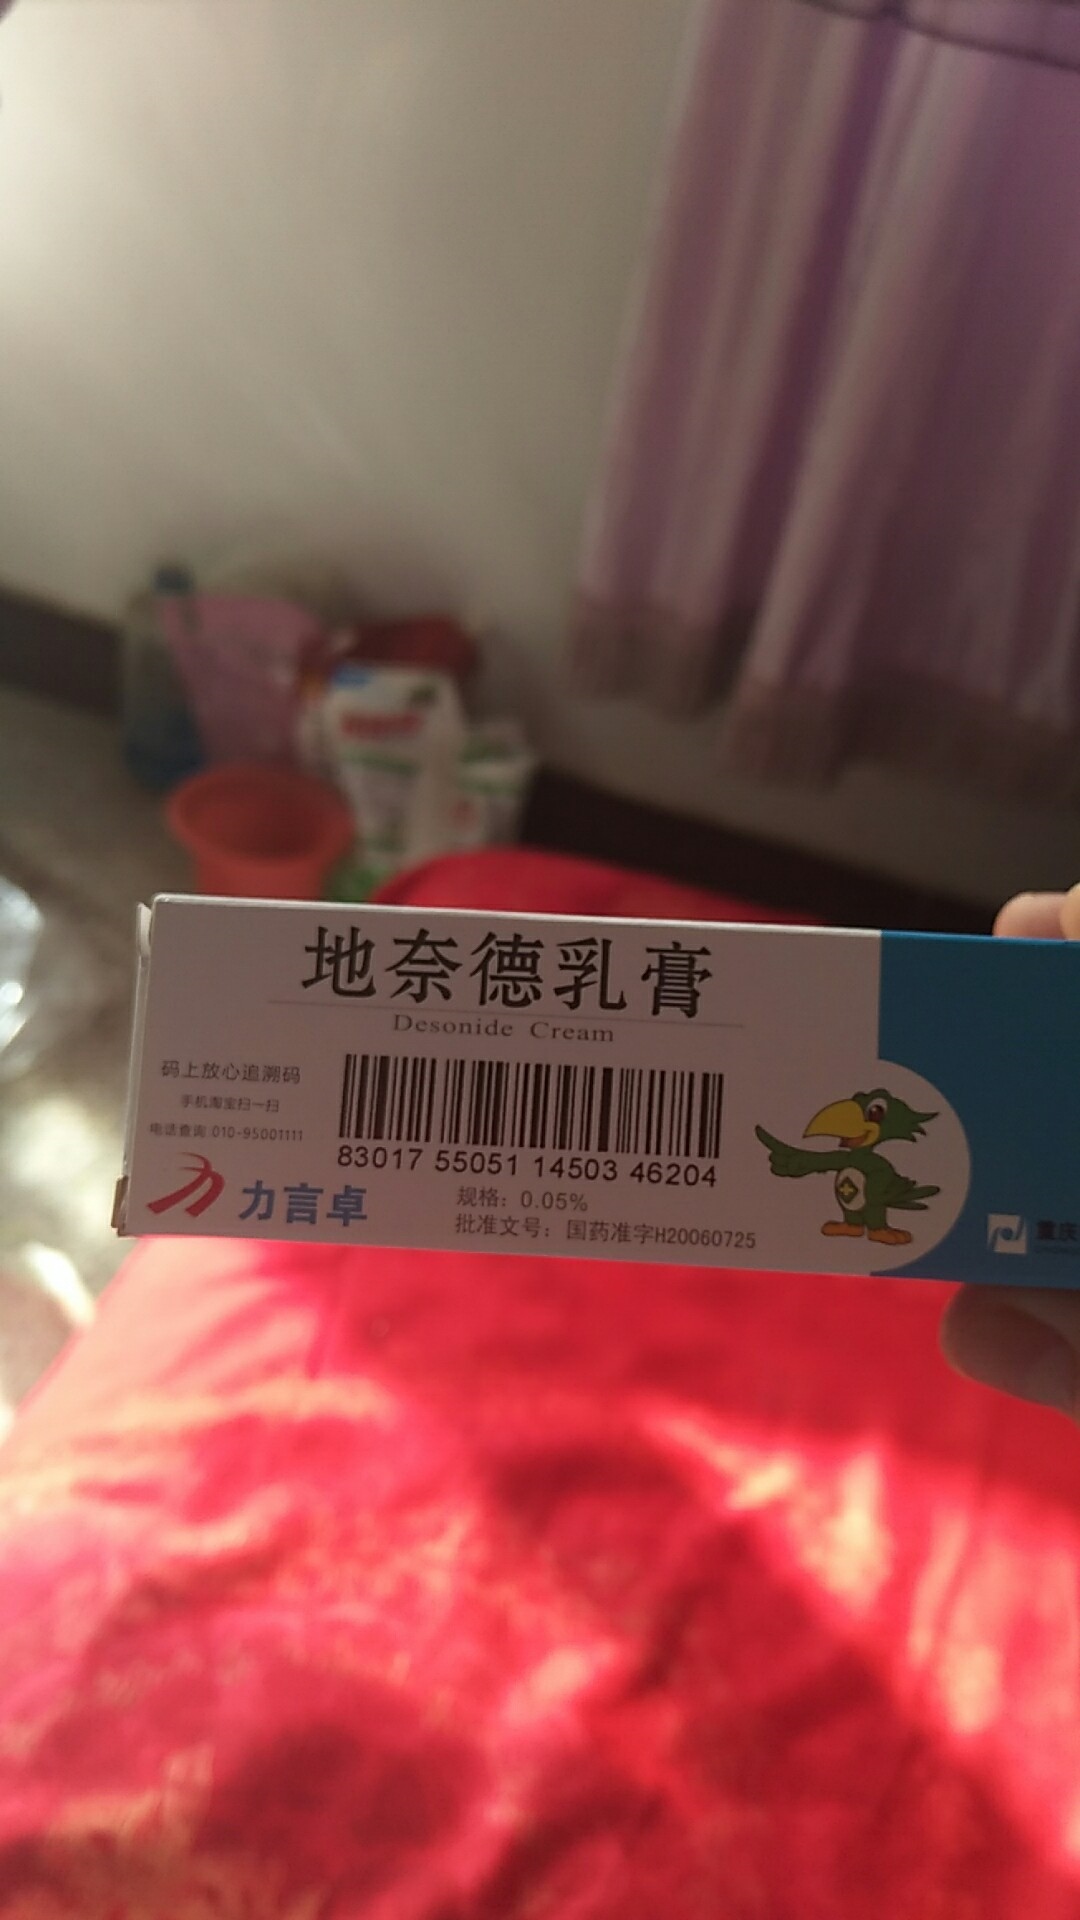 地奈德乳膏
Desonide Cream
码上放心追溯码
手机淘宝扫一扫
电话查询 010-95001111
83017 55051 14503 46204
力言卓
规格：0.05%
批准文号：国药准字H20060725
重庆